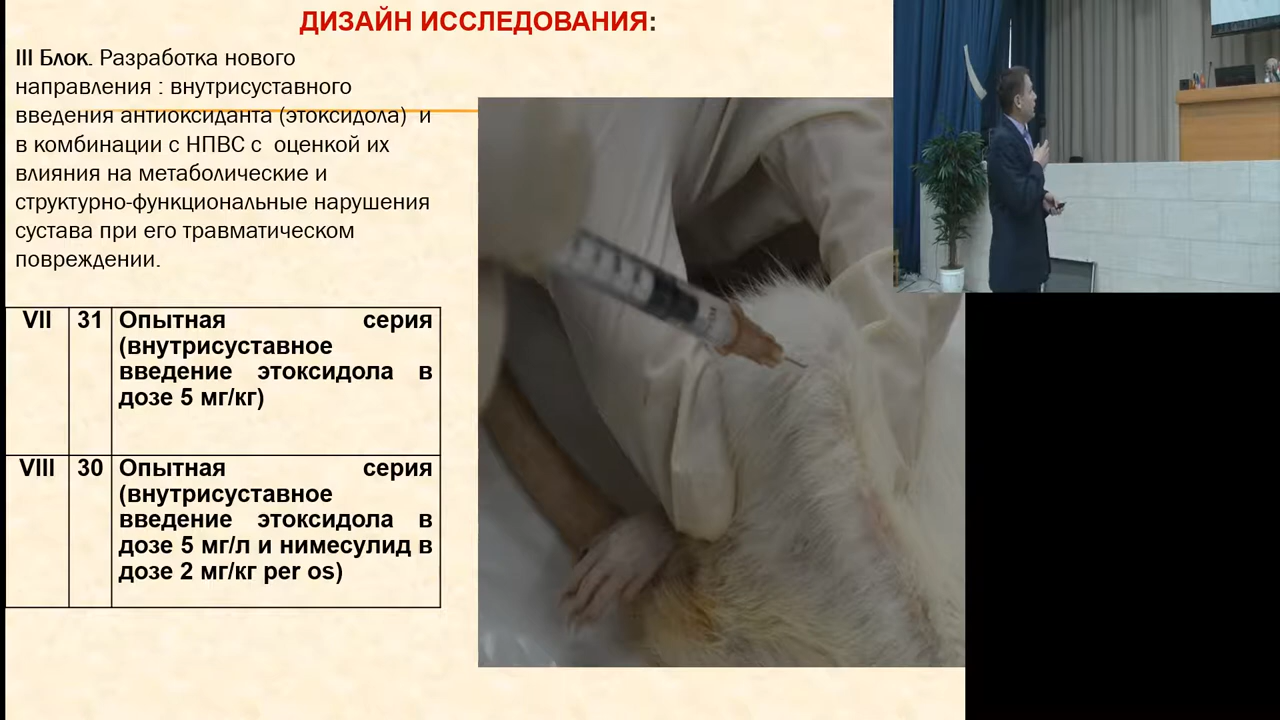 ДИЗАЙН ИССЛЕДОВАНИЯ:
III Блок. Разработка нового
направления : внутрисуставного
введения антиоксиданта (этоксидола) и
в комбинации с НПВС с оценкой их
влияния на метаболические и
структурно-функциональные нарушения
сустава при его травматическом
повреждении.
VII 31 Опытная серия
(внутрисуставное
введение этоксидола в
дозе 5 мг/кг)
VIII 30 Опытная серия
(внутрисуставное
введение этоксидола в
дозе 5 мг/л и нимесулид в
дозе 2 мг/кг per os)